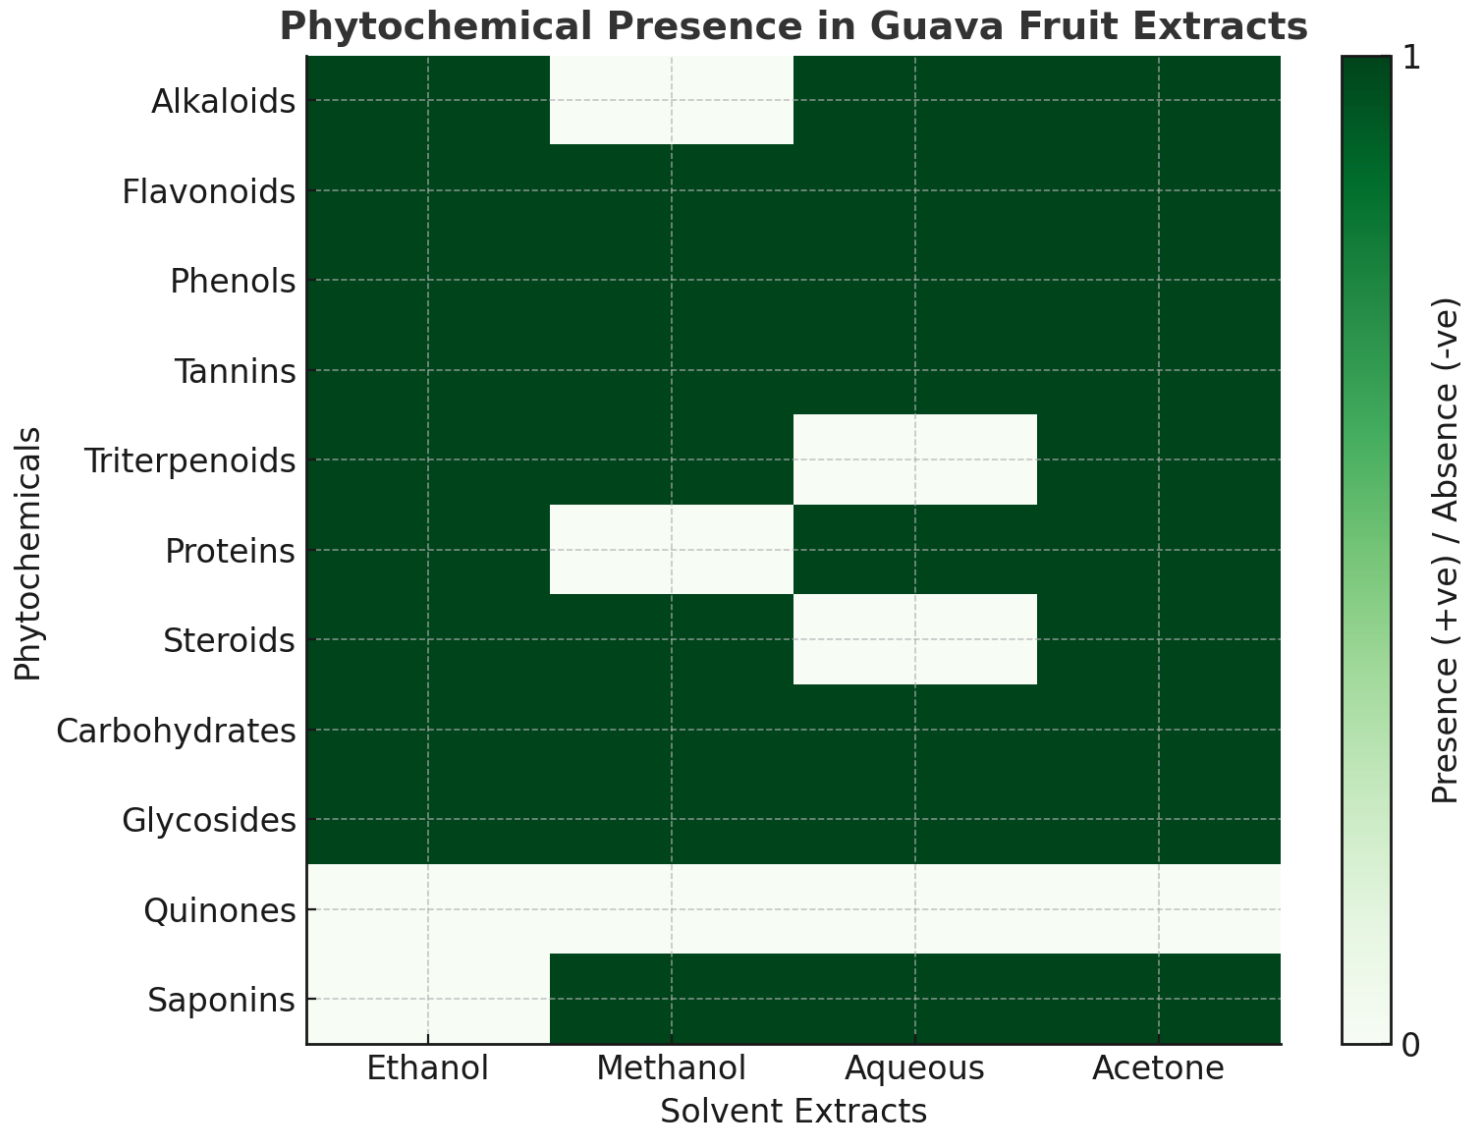 Phytochemical Presence in Guava Fruit Extracts
Phytochemicals
Alkaloids
Flavonoids
Phenols
Tannins
Triterpenoids
Proteins
Steroids
Carbohydrates
Glycosides
Quinones
Saponins
Ethanol Methanol Aqueous Acetone
Solvent Extracts
1
0
Presence (+ve) / Absence (-ve)